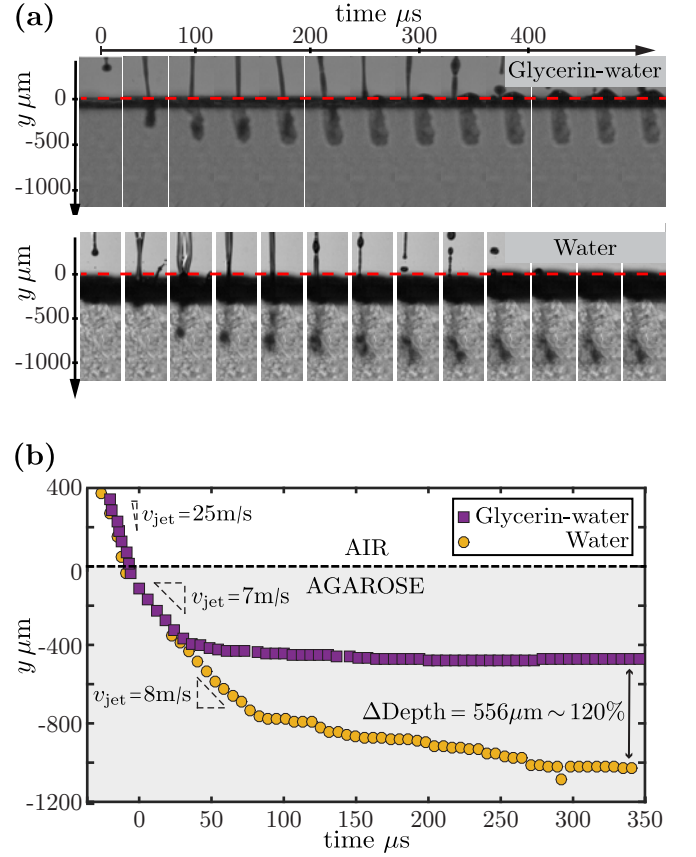 (a)
time μs
0 100 200 300 400
Glycerin-water
y μm
0
-500
-1000
Water
y μm
0
-500
-1000
(b)
400
0
-400
-800
-1200
y μm
v_jet = 25m/s
Glycerin-water
Water
AIR
AGAROSE
v_jet = 7m/s
v_jet = 8m/s
ΔDepth = 556μm ~ 120%
0 50 100 150 200 250 300 350
time μs